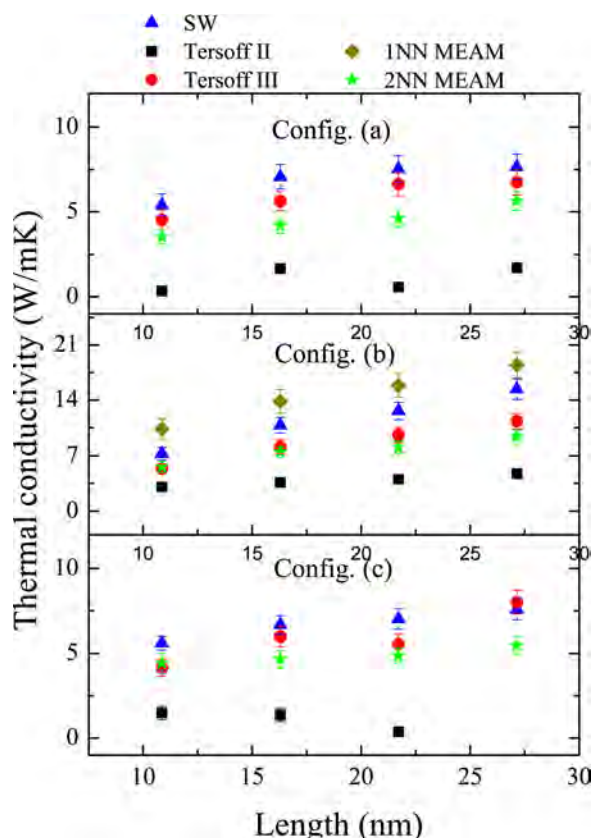 SW
Tersoff II 1NN MEAM
Tersoff III 2NN MEAM
Thermal conductivity (W/mK)
Config. (a)
10
5
0
10 15 20 25 30
Config. (b)
21
14
7
0
10 15 20 25 30
Config. (c)
10
5
0
10 15 20 25 30
Length (nm)